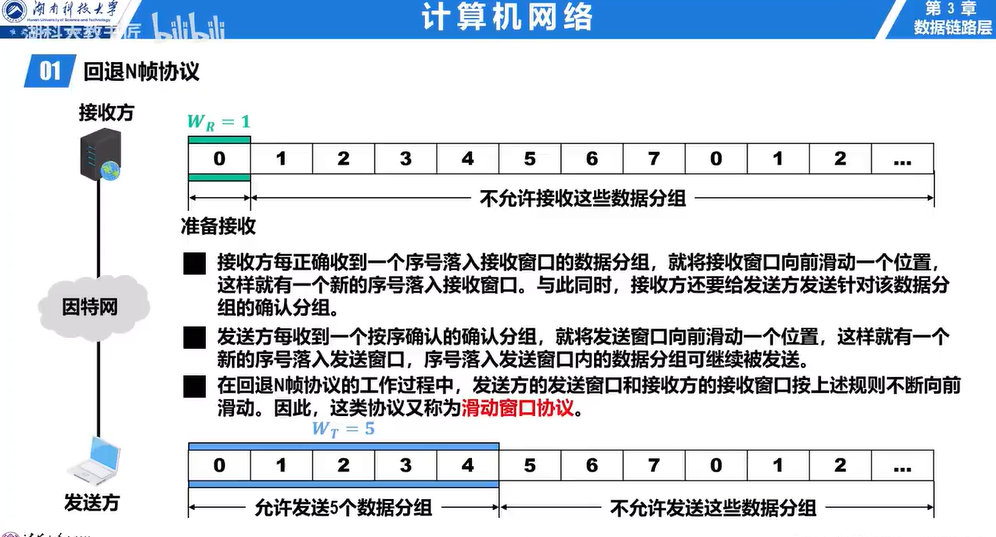 湖南科技大学
Hunan University of Science and Technology
湖科大教书匠 bilibili
计算机网络
第 3 章
数据链路层
01 回退N帧协议
接收方
W_R = 1
0 1 2 3 4 5 6 7 0 1 2 ...
不允许接收这些数据分组
准备接收
接收方每正确收到一个序号落入接收窗口的数据分组，就将接收窗口向前滑动一个位置，
这样就有一个新的序号落入接收窗口。与此同时，接收方还要给发送方发送针对该数据分
组的确认分组。
因特网
发送方每收到一个按序确认的确认分组，就将发送窗口向前滑动一个位置，这样就有一个
新的序号落入发送窗口，序号落入发送窗口内的数据分组可继续被发送。
在回退N帧协议的工作过程中，发送方的发送窗口和接收方的接收窗口按上述规则不断向前
滑动。因此，这类协议又称为滑动窗口协议。
W_T = 5
0 1 2 3 4 5 6 7 0 1 2 ...
发送方
允许发送5个数据分组 不允许发送这些数据分组